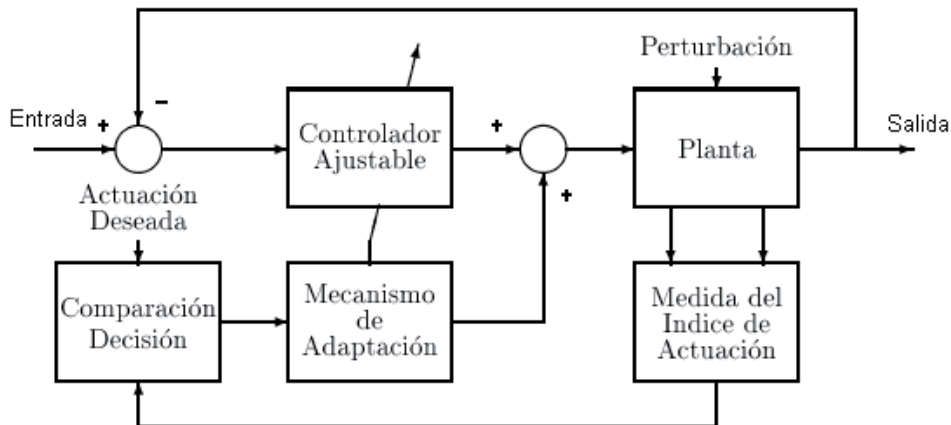 Perturbación
Entrada
+
−
Controlador
Ajustable
+
+
Planta
Salida
Actuación
Deseada
Comparación
Decisión
Mecanismo
de
Adaptación
Medida del
Indice de
Actuación